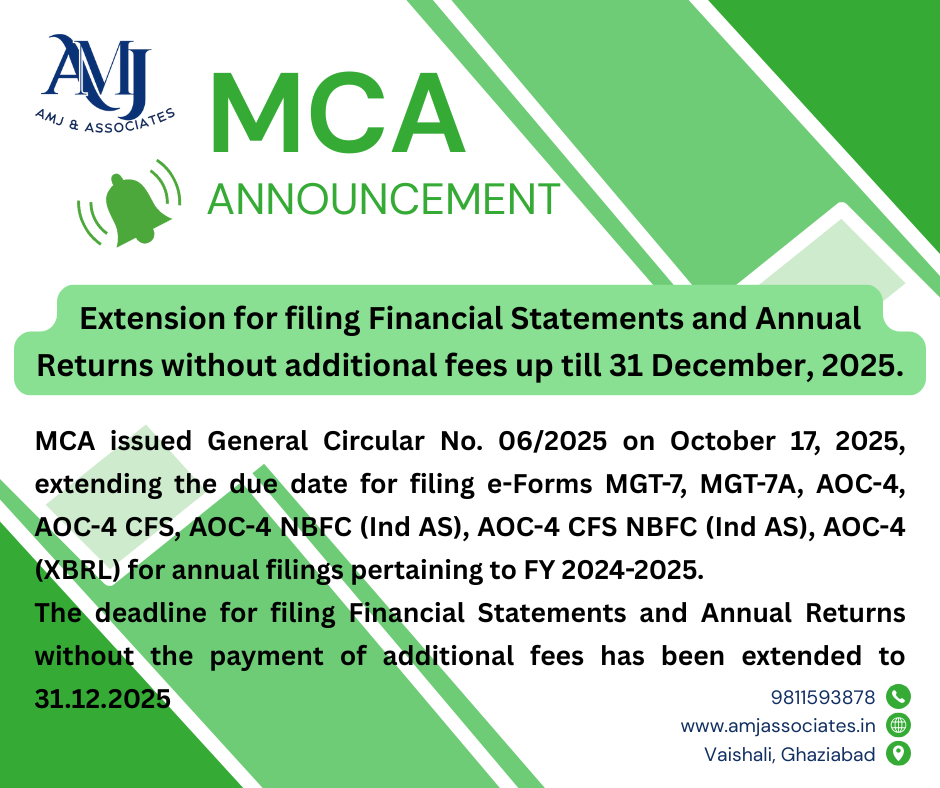 AMJ
AMJ & ASSOCIATES
MCA
ANNOUNCEMENT
Extension for filing Financial Statements and Annual
Returns without additional fees up till 31 December, 2025.
MCA issued General Circular No. 06/2025 on October 17, 2025,
extending the due date for filing e-Forms MGT-7, MGT-7A, AOC-4,
AOC-4 CFS, AOC-4 NBFC (Ind AS), AOC-4 CFS NBFC (Ind AS), AOC-4
(XBRL) for annual filings pertaining to FY 2024-2025.
The deadline for filing Financial Statements and Annual Returns
without the payment of additional fees has been extended to
31.12.2025
9811593878
www.amjassociates.in
Vaishali, Ghaziabad